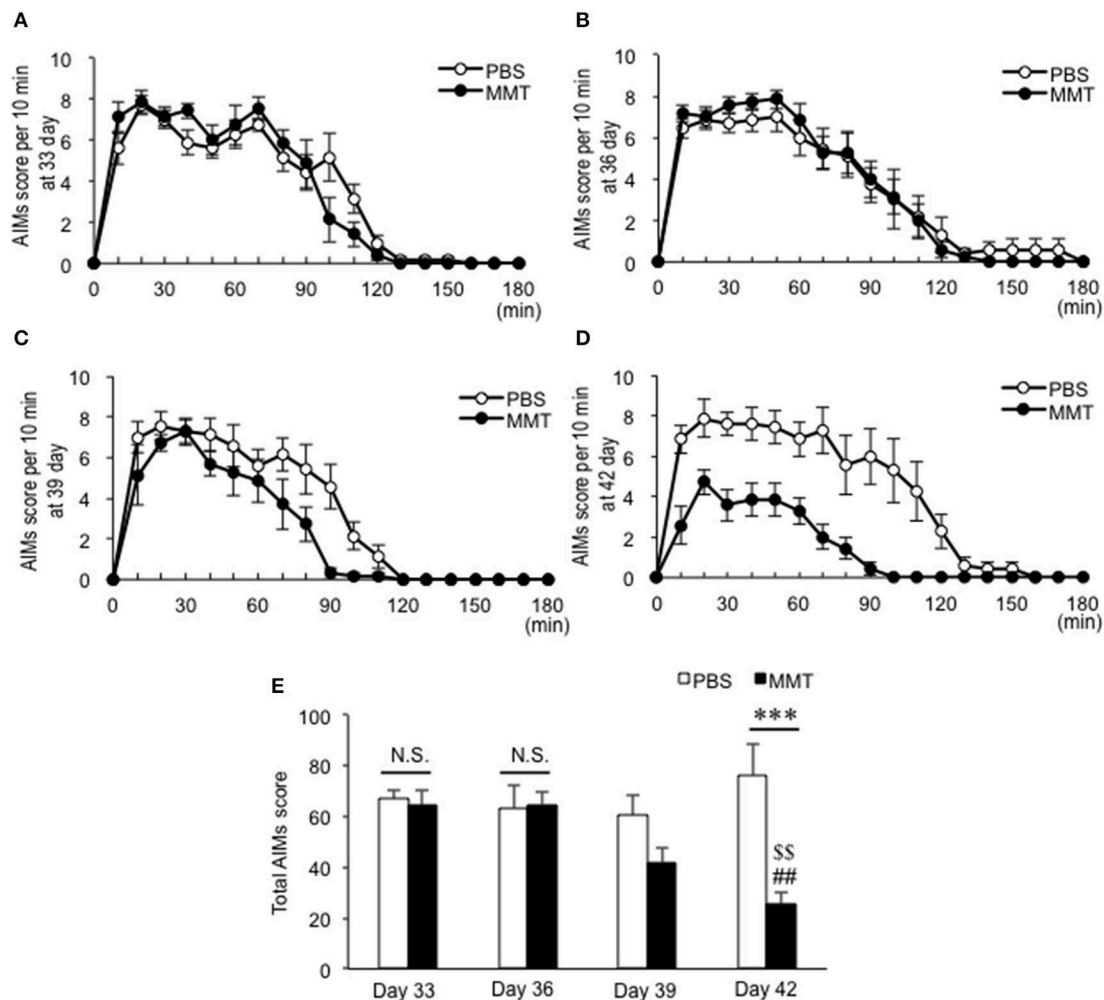 A
AIMs score per 10 min
at 33 day
10
8
6
4
2
0
PBS
MMT
0 30 60 90 120 150 180
(min)
B
AIMs score per 10 min
at 36 day
10
8
6
4
2
0
PBS
MMT
0 30 60 90 120 150 180
(min)
C
AIMs score per 10 min
at 39 day
10
8
6
4
2
0
PBS
MMT
0 30 60 90 120 150 180
(min)
D
AIMs score per 10 min
at 42 day
10
8
6
4
2
0
PBS
MMT
0 30 60 90 120 150 180
(min)
E
PBS MMT
Total AIMs score
100
80
60
40
20
0
N.S.
N.S.
***
$$
##
Day 33 Day 36 Day 39 Day 42